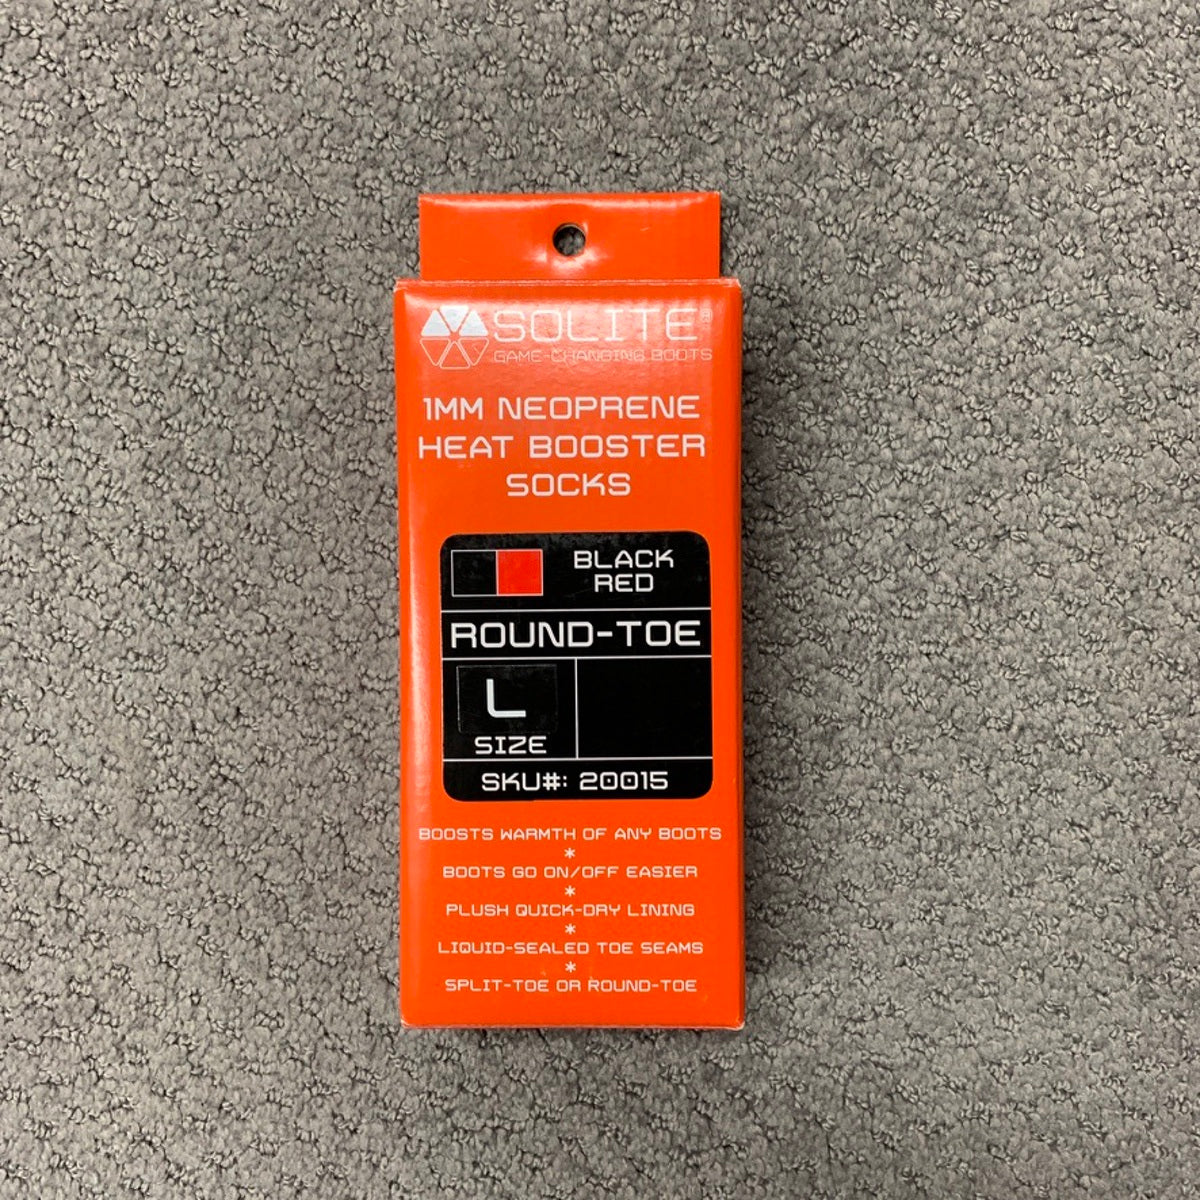 SOLITE®
GAME-CHANGING BOOTS
1MM NEOPRENE
HEAT BOOSTER
SOCKS
BLACK
RED
ROUND-TOE
L
SIZE
SKU#: 20015
BOOSTS WARMTH OF ANY BOOTS
*
BOOTS GO ON/OFF EASIER
*
PLUSH QUICK-DRY LINING
*
LIQUID-SEALED TOE SEAMS
*
SPLIT-TOE OR ROUND-TOE